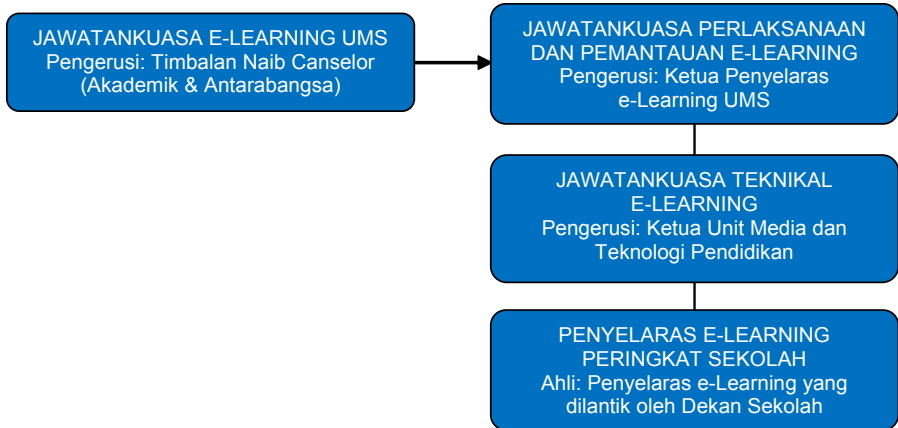 JAWATANKUASA E-LEARNING UMS
Pengerusi: Timbalan Naib Canselor
(Akademik & Antarabangsa)
JAWATANKUASA PERLAKSANAAN
DAN PEMANTAUAN E-LEARNING
Pengerusi: Ketua Penyelaras
e-Learning UMS
JAWATANKUASA TEKNIKAL
E-LEARNING
Pengerusi: Ketua Unit Media dan
Teknologi Pendidikan
PENYELARAS E-LEARNING
PERINGKAT SEKOLAH
Ahli: Penyelaras e-Learning yang
dilantik oleh Dekan Sekolah